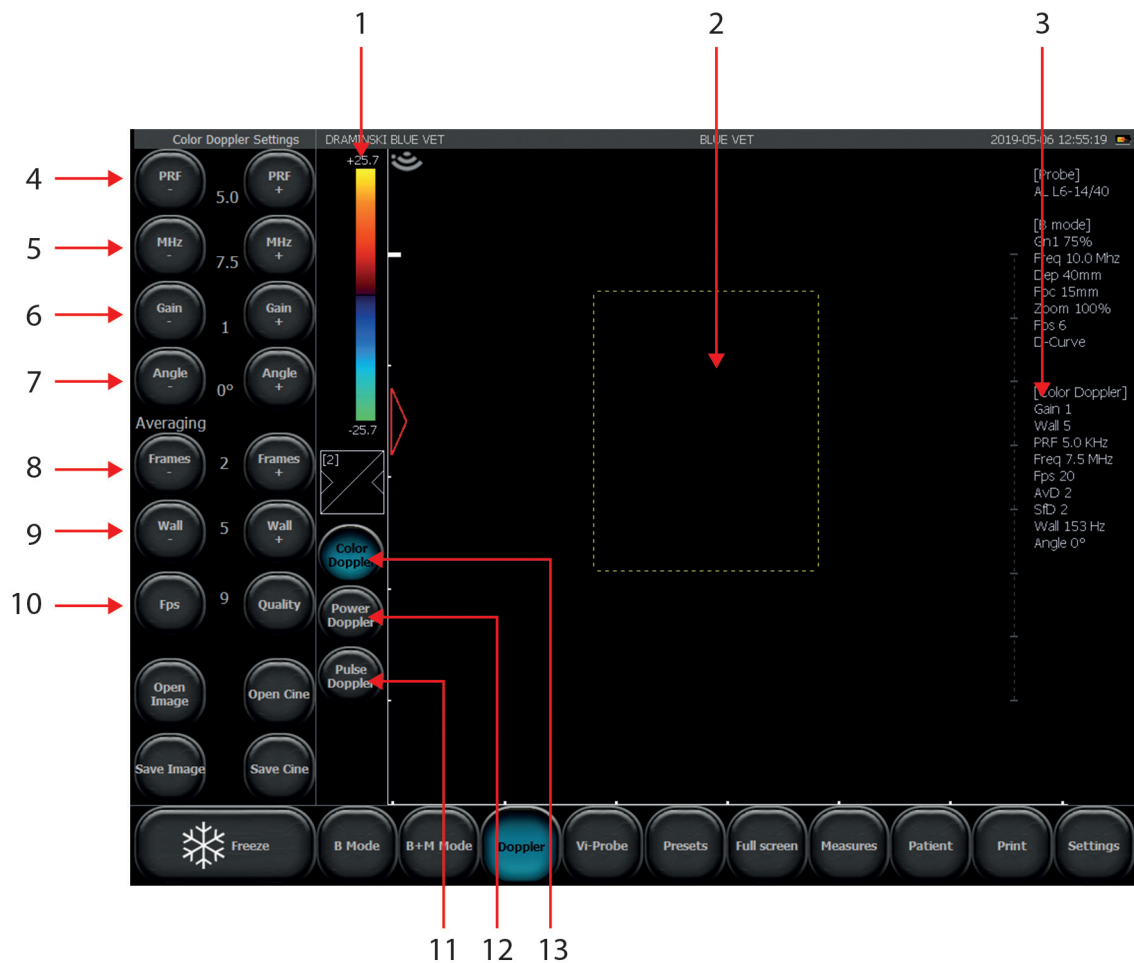 1 2 3
Color Doppler Settings DRAMINSKI BLUE VET BLUE VET 2019-05-06 12:55:19
4
PRF
-
5.0
PRF
+
5
MHz
-
7.5
MHz
+
6
Gain
-
1
Gain
+
7
Angle
-
0°
Angle
+
Averaging
8
Frames
-
2
Frames
+
9
Wall
-
5
Wall
+
10
Fps
9
Quality
Open
Image
Open Cine
Save Image
Save Cine
+25.7
-25.7
[2]
Color
Doppler
Power
Doppler
Pulse
Doppler
[Probe]
AL L6-14/40
[B mode]
Gn1 75%
Freq 10.0 Mhz
Dep 40mm
Foc 15mm
Zoom 100%
Fps 6
D-Curve
[Color Doppler]
Gain 1
Wall 5
PRF 5.0 KHz
Freq 7.5 MHz
Fps 20
AvD 2
SfD 2
Wall 153 Hz
Angle 0°
Freeze B Mode B+M Mode Doppler Vi-Probe Presets Full screen Measures Patient Print Settings
11 12 13